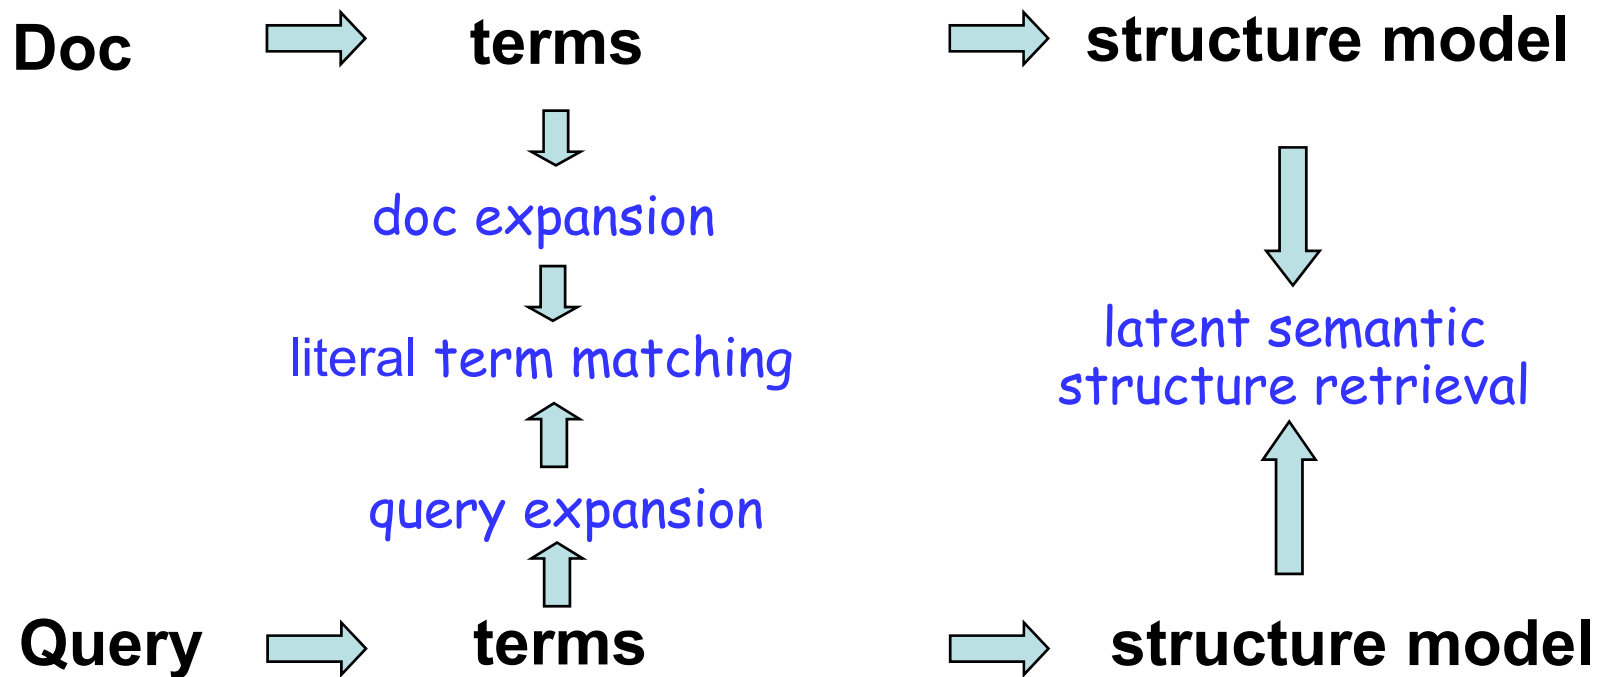 Doc
terms
structure model
doc expansion
literal term matching
latent semantic
structure retrieval
query expansion
Query
terms
structure model